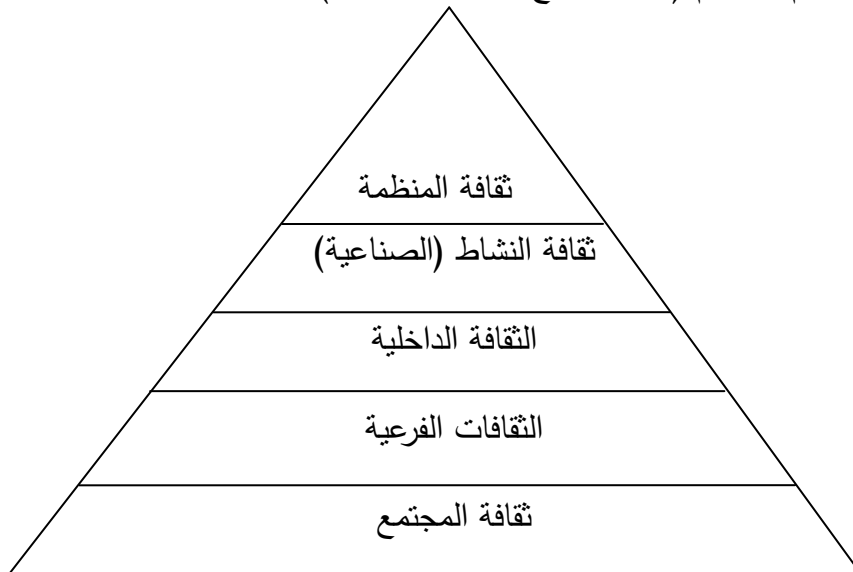 ثقافة المنظمة
ثقافة النشاط (الصناعية)
الثقافة الداخلية
الثقافات الفرعية
ثقافة المجتمع